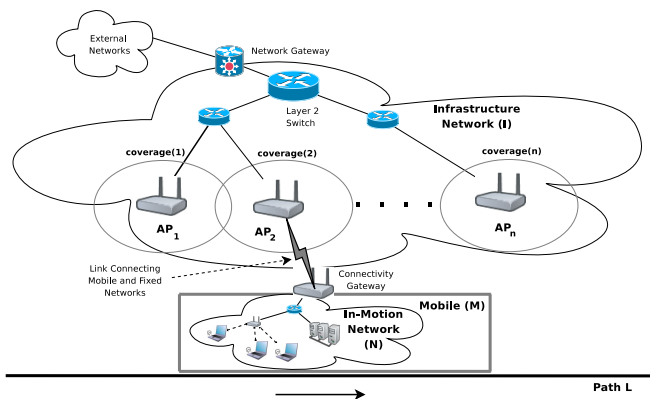 External
Networks
Network Gateway
Layer 2
Switch
Infrastructure
Network (I)
coverage(1)
coverage(2)
coverage(n)
AP1
AP2
APn
Link Connecting
Mobile and Fixed
Networks
Connectivity
Gateway
Mobile (M)
In-Motion
Network
(N)
Path L